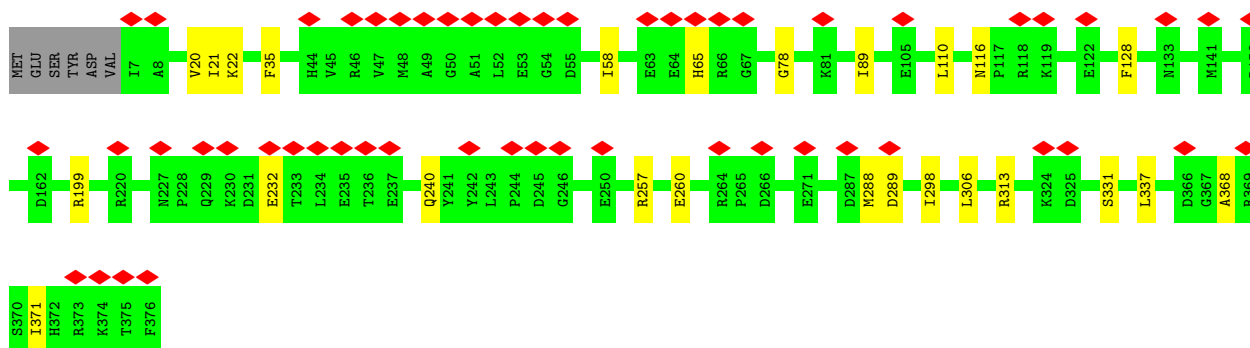 MET GLU SER TYR ASP VAL I7 A8 V20 I21 K22 F35 H44 V45 R46 V47 M48 A49 G50 A51 L52 E53 G54 D55 I58 E63 E64 H65 R66 G67 G78 K81 I89 E105 L110 N116 P117 R118 K119 E122 F128 N133 M141
D162 R199 R220 N227 P228 Q229 K230 D231 E232 T233 L234 E235 T236 E237 Q240 Y241 Y242 L243 P244 D245 G246 E250 R257 E260 R264 P265 D266 E271 D287 M288 D289 I298 L306 R313 K324 D325 S331 L337 D366 G367 A368 R369
S370 I371 H372 R373 K374 T375 F376